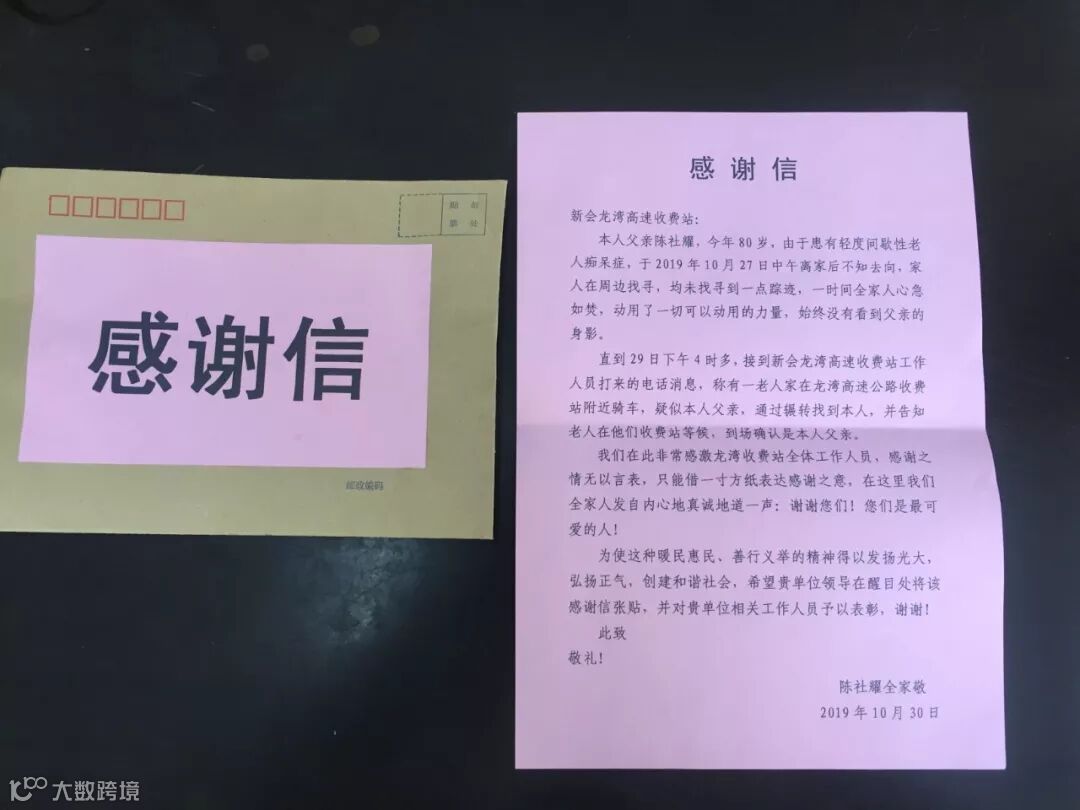 贴 邮
票 处
感谢信
邮政编码
感谢信
新会龙湾高速收费站:
本人父亲陈社耀,今年80岁,由于患有轻度间歇性老
人痴呆症,于2019年10月27日中午离家后不知去向,家
人在周边找寻,均未找寻到一点踪迹,一时间全家人心急
如焚,动用了一切可以动用的力量,始终没有看到父亲的
身影。
直到29日下午4时多,接到新会龙湾高速收费站工作
人员打来的电话消息,称有一老人家在龙湾高速公路收费
站附近骑车,疑似本人父亲,通过辗转找到本人,并告知
老人在他们收费站等候,到场确认是本人父亲。
我们在此非常感激龙湾收费站全体工作人员,感谢之
情无以言表,只能借一寸方纸表达感谢之意,在这里我们
全家人发自内心地真诚地道一声:谢谢您们!您们是最可
爱的人!
为使这种暖民惠民、善行义举的精神得以发扬光大,
弘扬正气,创建和谐社会,希望贵单位领导在醒目处将该
感谢信张贴,并对贵单位相关工作人员予以表彰,谢谢!
此致
敬礼!
陈社耀全家敬
2019年10月30日
大数跨境